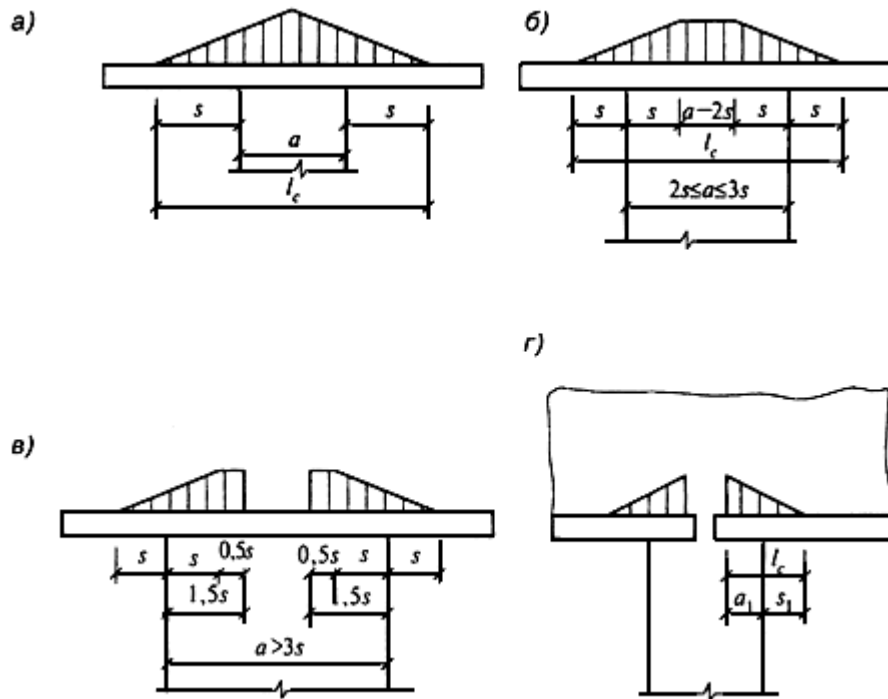 а)
s
s
a
l_c
б)
s s a−2s s s
l_c
2s≤a≤3s
в)
s s 0,5s 0,5s s s
1,5s 1,5s
a>3s
г)
l_c
a_1 s_1